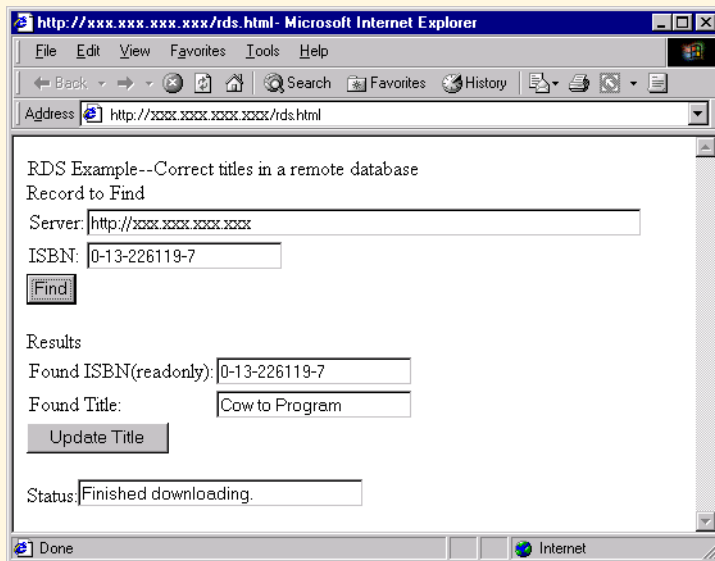 http://xxx.xxx.xxx.xxx/rds.html- Microsoft Internet Explorer
File Edit View Favorites Tools Help
Back Search Favorites History
Address http://xxx.xxx.xxx.xxx/rds.html
RDS Example--Correct titles in a remote database
Record to Find
Server: http://xxx.xxx.xxx.xxx
ISBN: 0-13-226119-7
Find
Results
Found ISBN(readonly): 0-13-226119-7
Found Title: Cow to Program
Update Title
Status: Finished downloading.
Done Internet